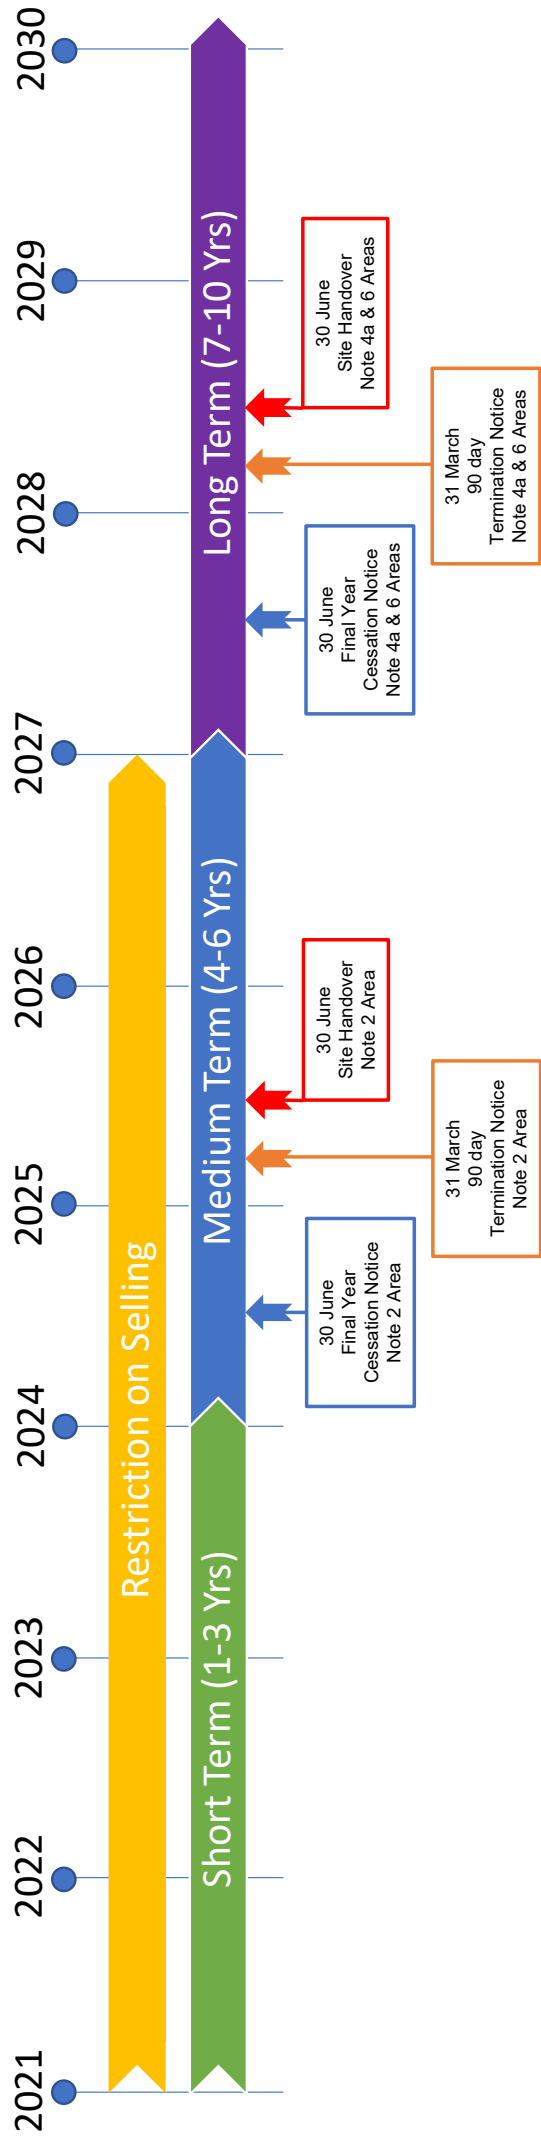 2021
2022
2023
2024
2025
2026
2027
2028
2029
2030
Restriction on Selling
Short Term (1-3 Yrs)
Medium Term (4-6 Yrs)
Long Term (7-10 Yrs)
30 June
Final Year
Cessation Notice
Note 2 Area
31 March
90 day
Termination Notice
Note 2 Area
30 June
Site Handover
Note 2 Area
30 June
Final Year
Cessation Notice
Note 4a & 6 Areas
31 March
90 day
Termination Notice
Note 4a & 6 Areas
30 June
Site Handover
Note 4a & 6 Areas